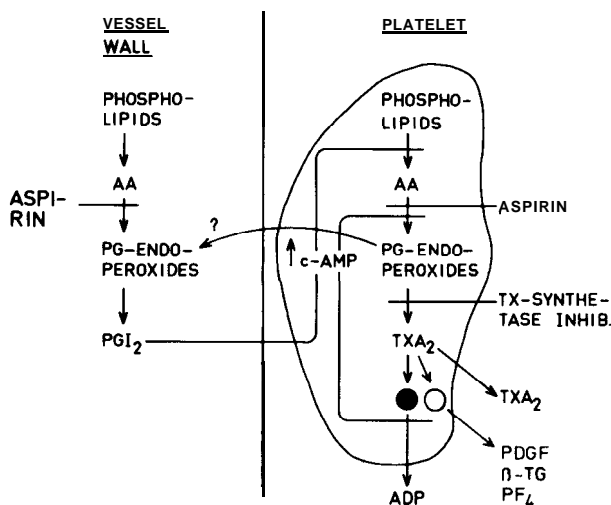 VESSEL
WALL
PHOSPHO-
LIPIDS
AA
ASPI-
RIN
PG-ENDO-
PEROXIDES
PGI2
?
PLATELET
PHOSPHO-
LIPIDS
AA
ASPIRIN
c-AMP
PG-ENDO-
PEROXIDES
TX-SYNTHE-
TASE INHIB.
TXA2
TXA2
PDGF
ß-TG
PF4
ADP